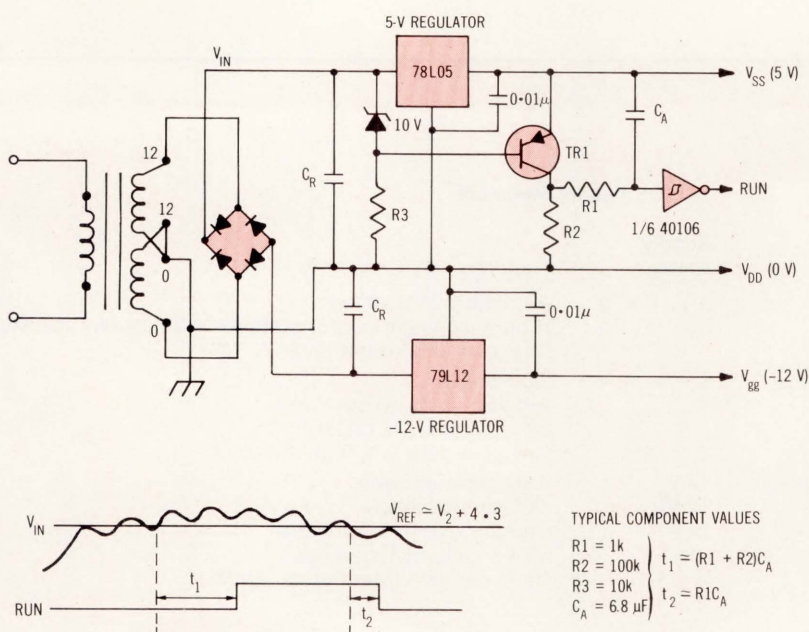 5-V REGULATOR
V_IN
78L05
V_SS (5 V)
0·01μ
C_A
10 V
12
TR1
C_R
RUN
R1
R3
1/6 40106
12
R2
0
V_DD (0 V)
C_R
0·01μ
0
79L12
V_gg (–12 V)
–12-V REGULATOR
V_IN
V_REF ≃ V_2 + 4·3
t_1
RUN
t_2
TYPICAL COMPONENT VALUES
R1 = 1k
R2 = 100k
R3 = 10k
C_A = 6.8 μF
t_1 ≃ (R1 + R2)C_A
t_2 ≃ R1C_A